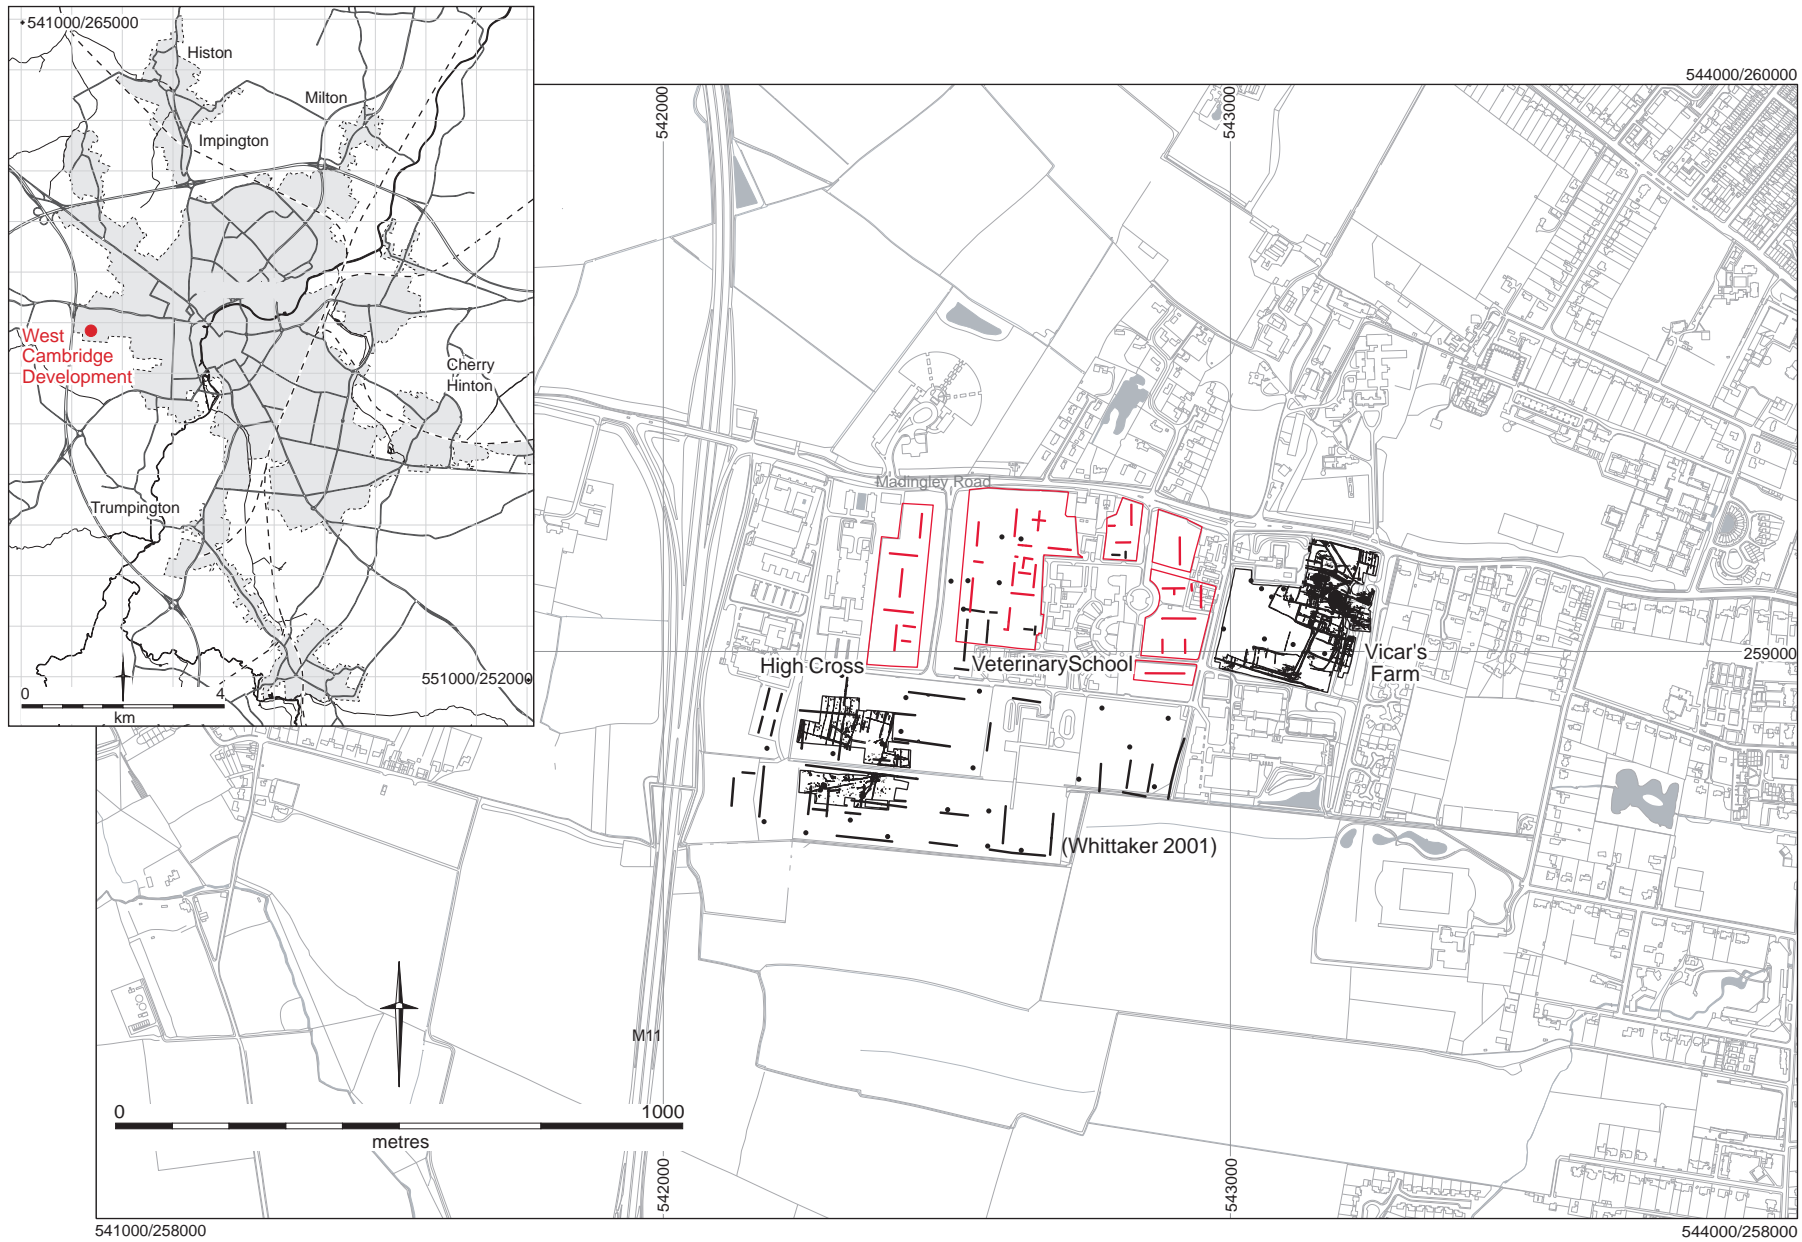 541000/265000
Histon
Milton
Impington
West
Cambridge
Development
Cherry
Hinton
Trumpington
551000/252000
0 4
km
544000/260000
542000
543000
Madingley Road
High Cross
VeterinarySchool
Vicar's
Farm
259000
(Whittaker 2001)
M11
0 1000
metres
542000
543000
541000/258000
544000/258000